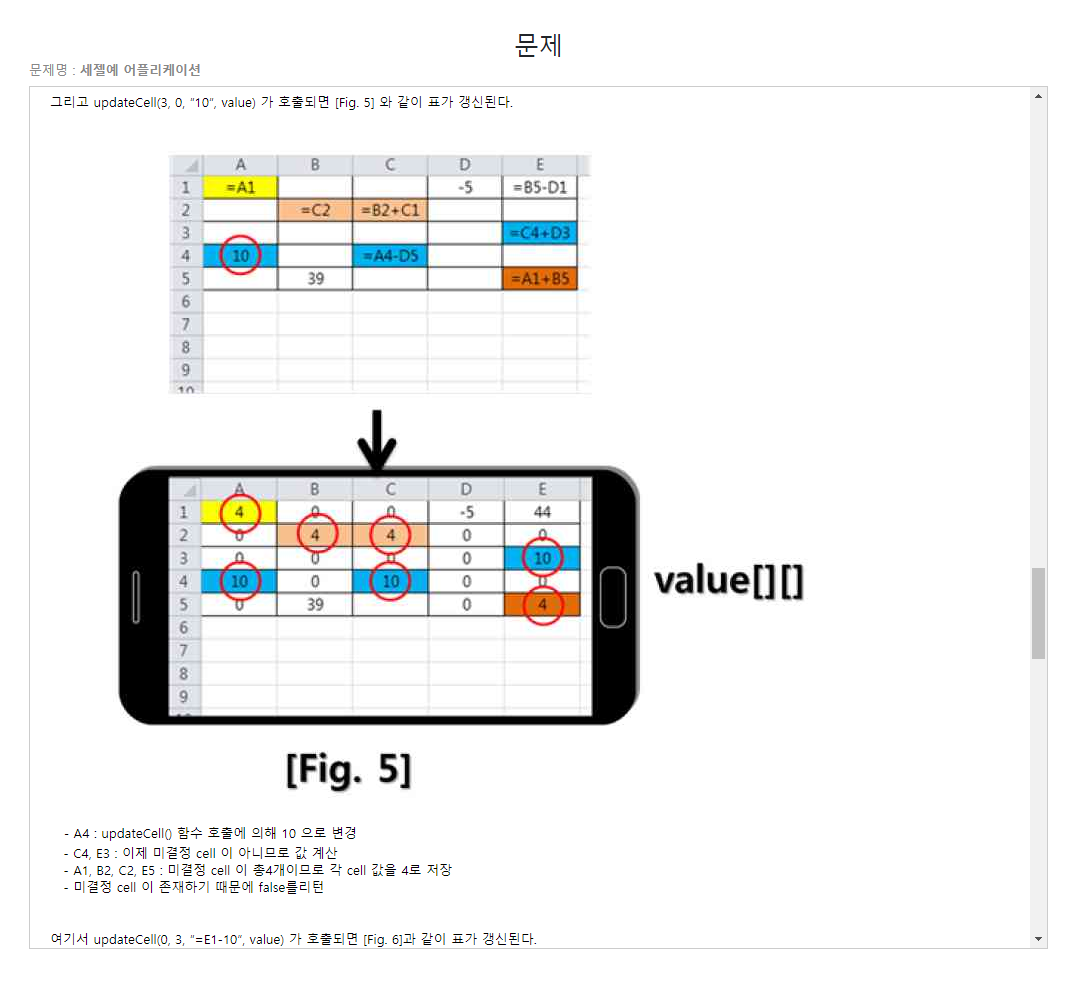 문제
문제명 : 세젤예 어플리케이션
그리고 updateCell(3, 0, "10", value) 가 호출되면 [Fig. 5] 와 같이 표가 갱신된다.
A B C D E
1 =A1 -5 =B5-D1
2 =C2 =B2+C1
3 =C4+D3
4 10 =A4-D5
5 39 =A1+B5
6
7
8
9
10
A B C D E
1 4 0 0 -5 44
2 0 4 4 0 0
3 0 0 0 0 10
4 10 0 10 0 0
5 0 39 0 4
6
7
8
9
value[][]
[Fig. 5]
- A4 : updateCell() 함수 호출에 의해 10 으로 변경
- C4, E3 : 이제 미결정 cell 이 아니므로 값 계산
- A1, B2, C2, E5 : 미결정 cell 이 총4개이므로 각 cell 값을 4로 저장
- 미결정 cell 이 존재하기 때문에 false를리턴
여기서 updateCell(0, 3, "=E1-10", value) 가 호출되면 [Fig. 6]과 같이 표가 갱신된다.